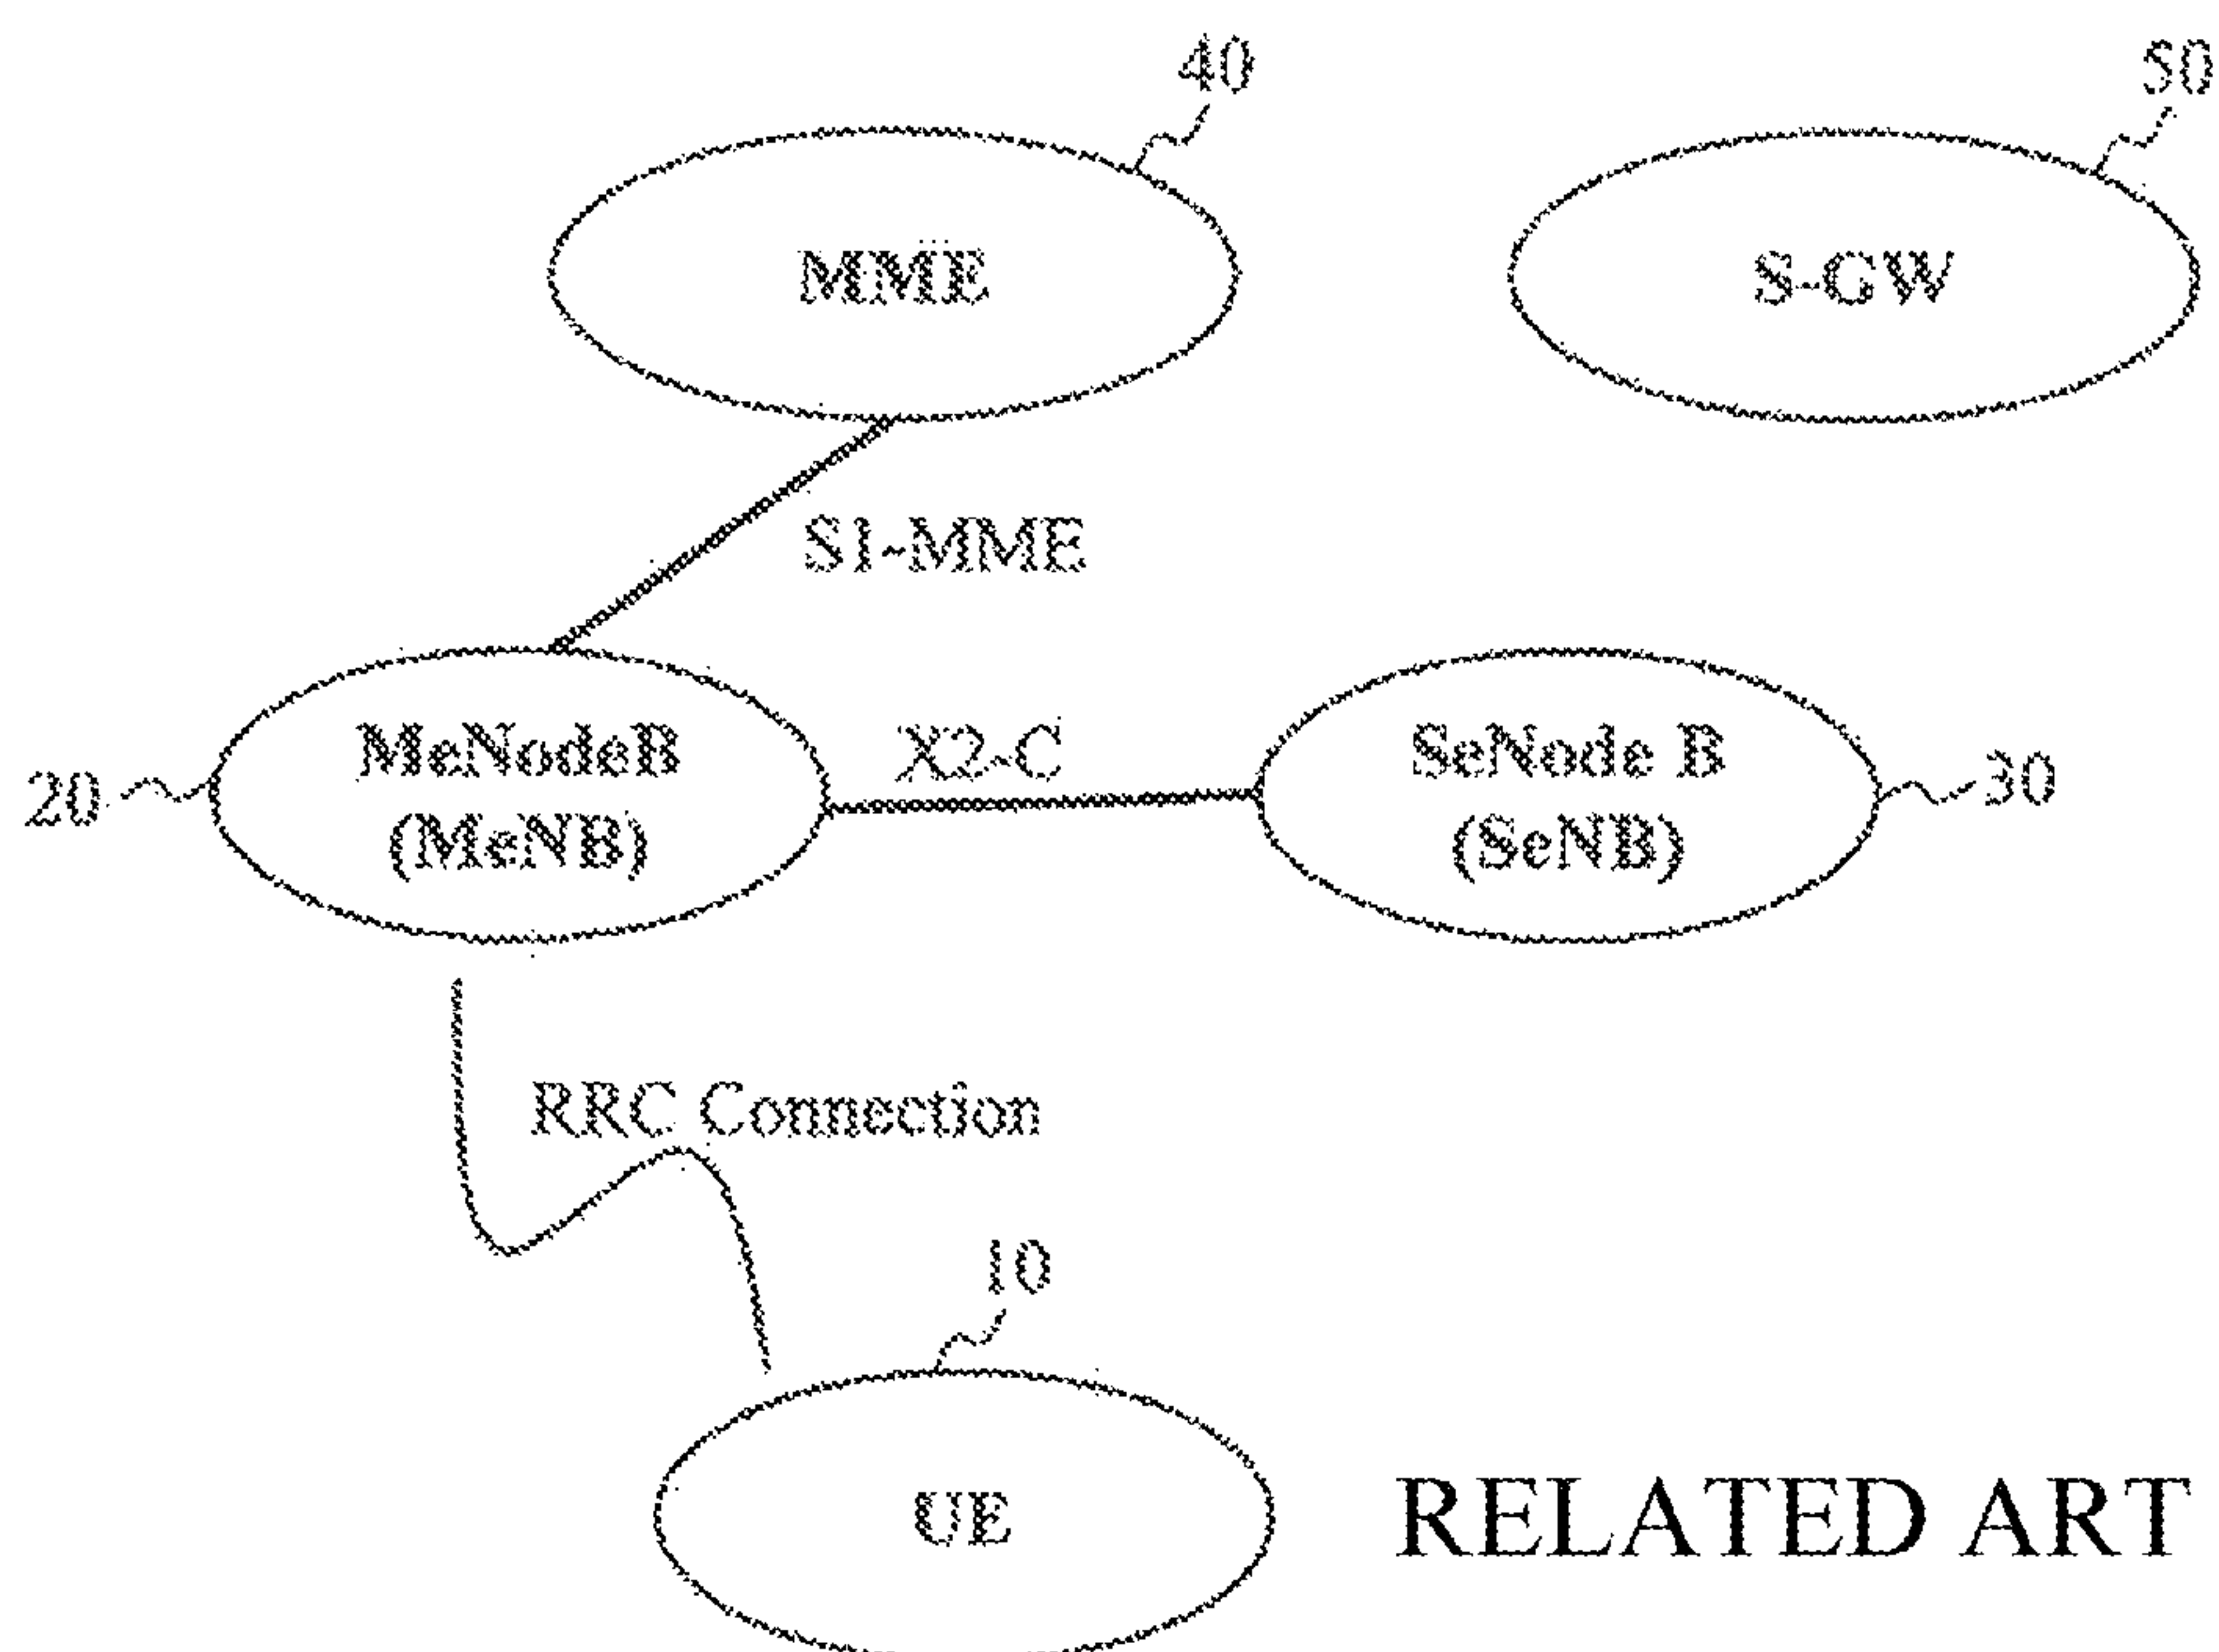 40
50
MME
S-GW
S1-MME
MeNodeB
(MeNB)
X2-C
SeNode B
(SeNB)
20
30
RRC Connection
10
UE
RELATED ART